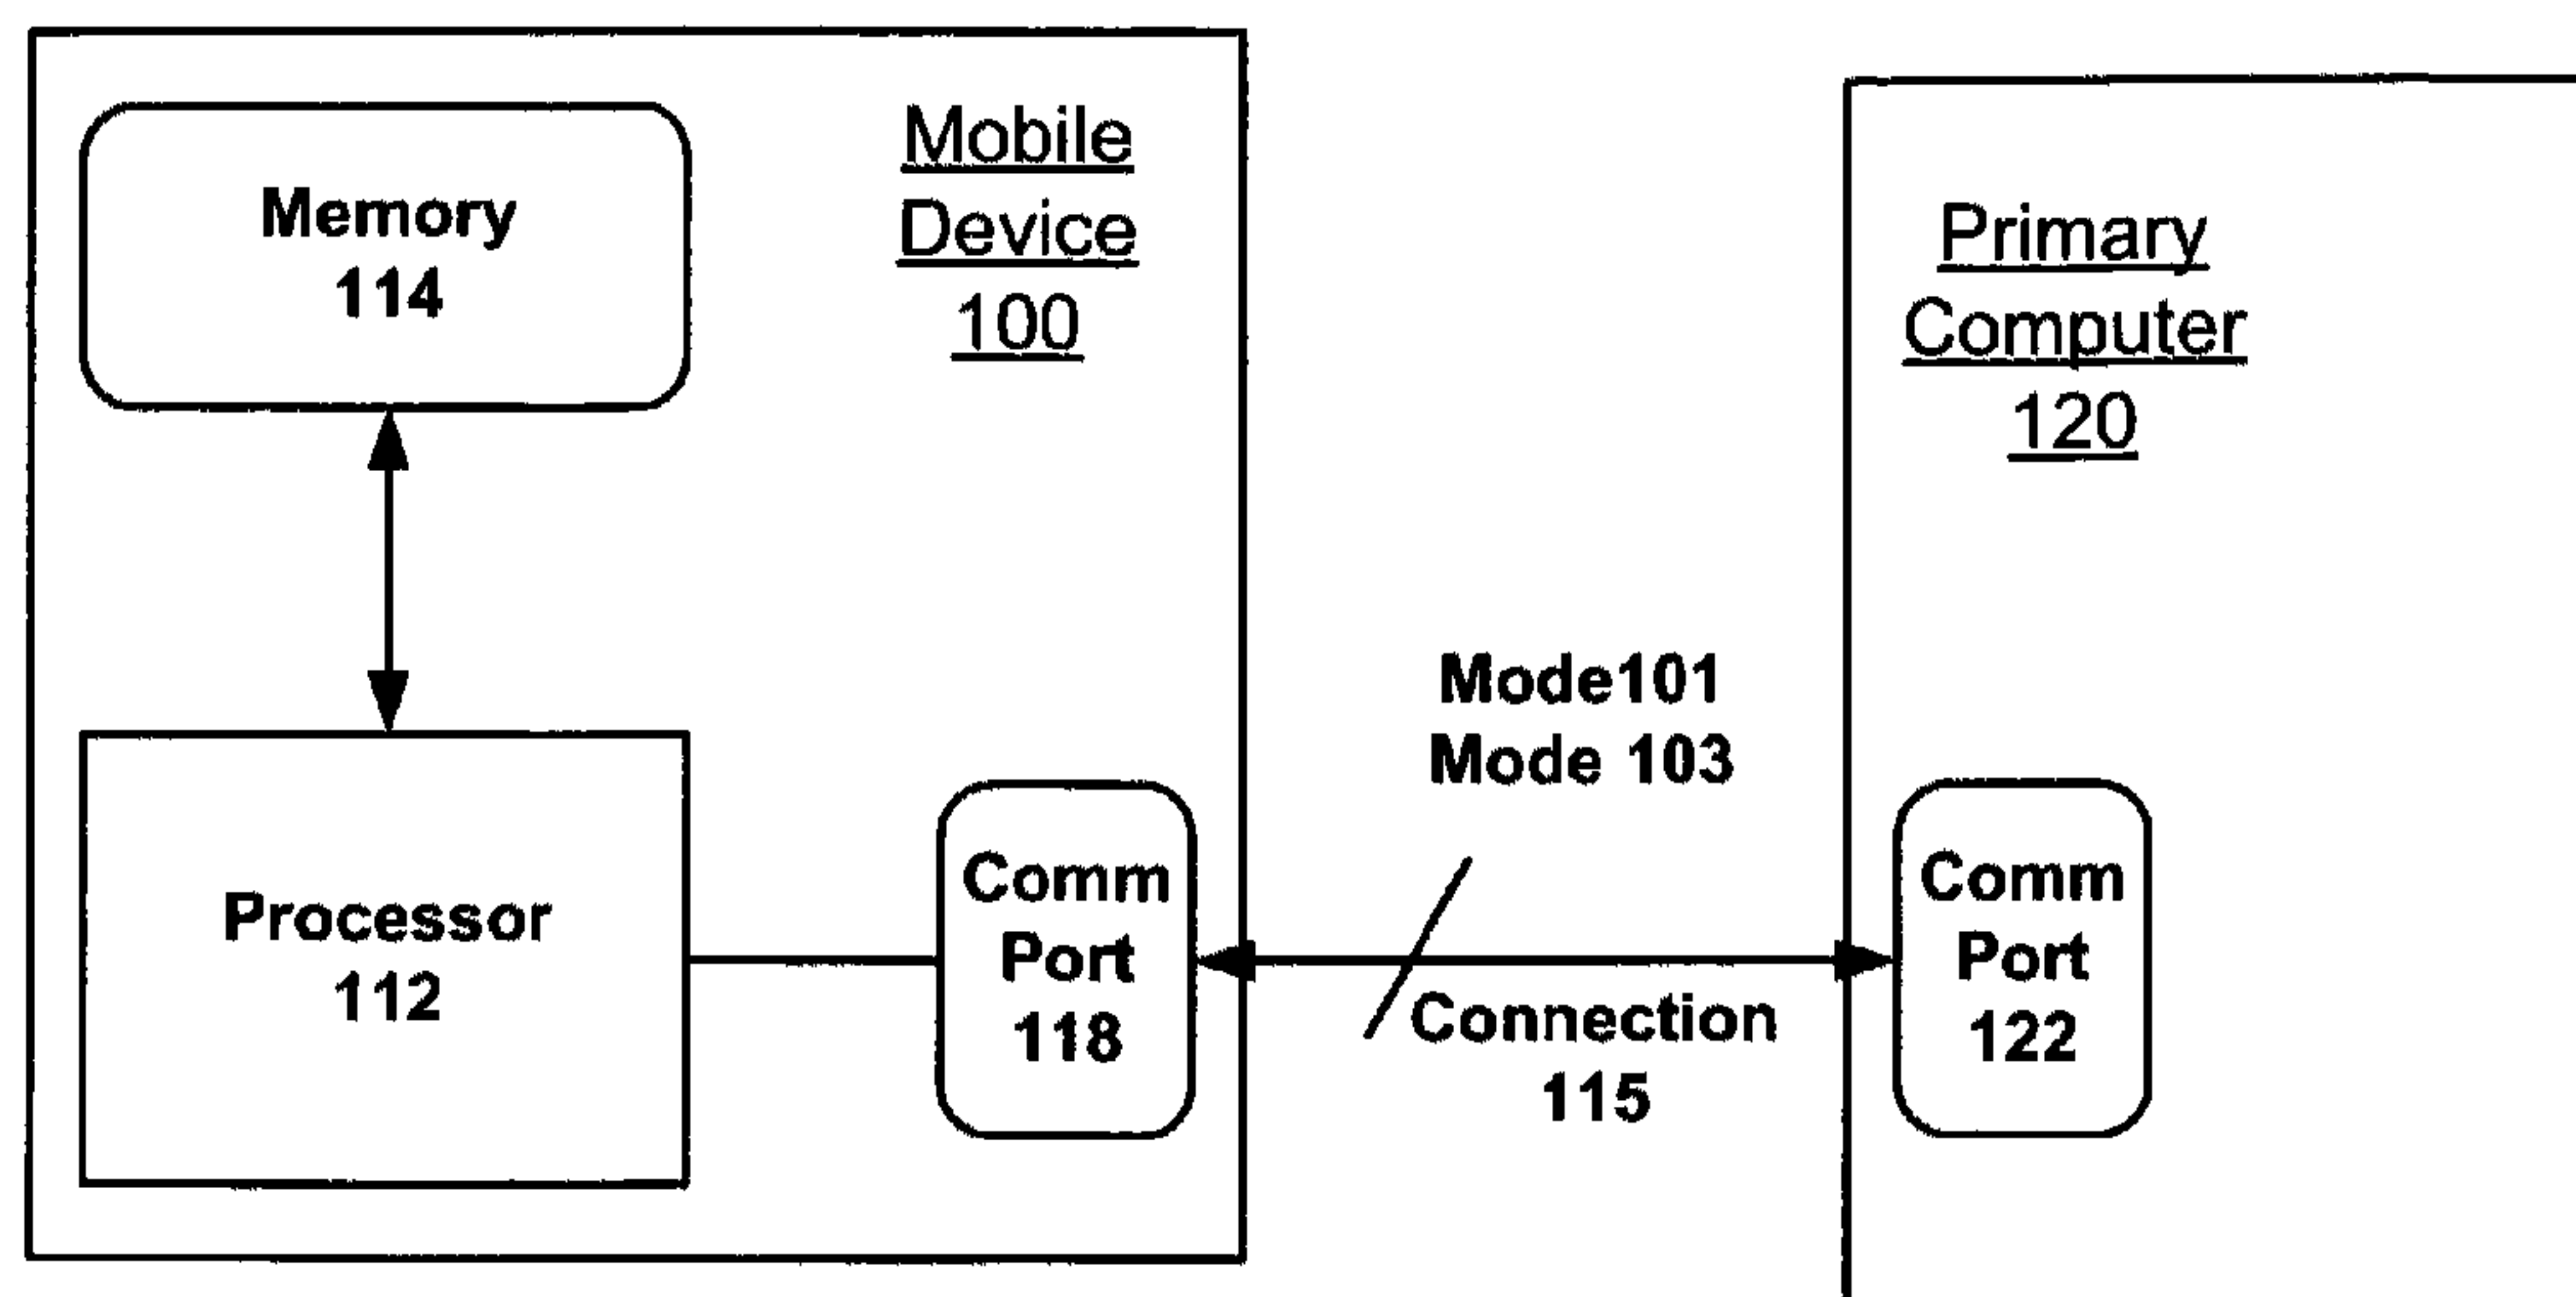 Memory
114
Mobile
Device
100
Primary
Computer
120
Processor
112
Comm
Port
118
Mode101
Mode 103
Connection
115
Comm
Port
122